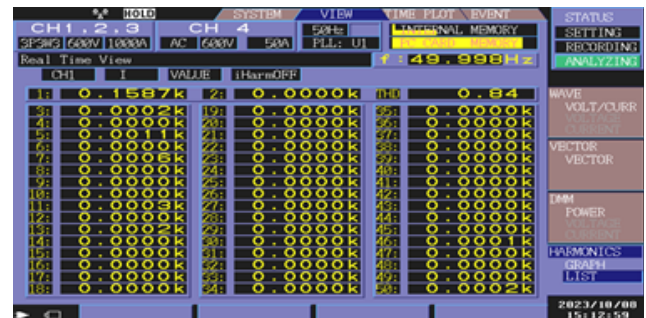 HOLD SYSTEM VIEW TIME PLOT EVENT STATUS
CH1,2,3 CH 4 50Hz INTERNAL MEMORY SETTING
3P3W3 600V 1000A AC 600V 50A PLL: U1 PC CARD MEMORY RECORDING
Real Time View f:49.998Hz ANALYZING
CH1 I VALUE iHarmOFF
1: 0.1587k 2: 0.0000k THD 0.84 WAVE
VOLT/CURR
3: 0.0002k 19: 0.0000k 35: 0.0000k
VOLTAGE
4: 0.0000k 20: 0.0000k 36: 0.0000k
CURRENT
5: 0.0011k 21: 0.0000k 37: 0.0000k
6: 0.0000k 22: 0.0000k 38: 0.0000k VECTOR
7: 0.0006k 23: 0.0000k 39: 0.0000k VECTOR
8: 0.0000k 24: 0.0000k 40: 0.0000k
9: 0.0000k 25: 0.0000k 41: 0.0000k
10: 0.0000k 26: 0.0000k 42: 0.0000k DMM
11: 0.0003k 27: 0.0000k 43: 0.0000k POWER
12: 0.0000k 28: 0.0000k 44: 0.0000k VOLTAGE
13: 0.0002k 29: 0.0000k 45: 0.0000k CURRENT
14: 0.0000k 30: 0.0000k 46: 0.0001k
15: 0.0000k 31: 0.0000k 47: 0.0000k HARMONICS
16: 0.0000k 32: 0.0000k 48: 0.0000k GRAPH
17: 0.0000k 33: 0.0000k 49: 0.0000k LIST
18: 0.0000k 34: 0.0000k 50: 0.0002k
2023/10/08
15:12:59